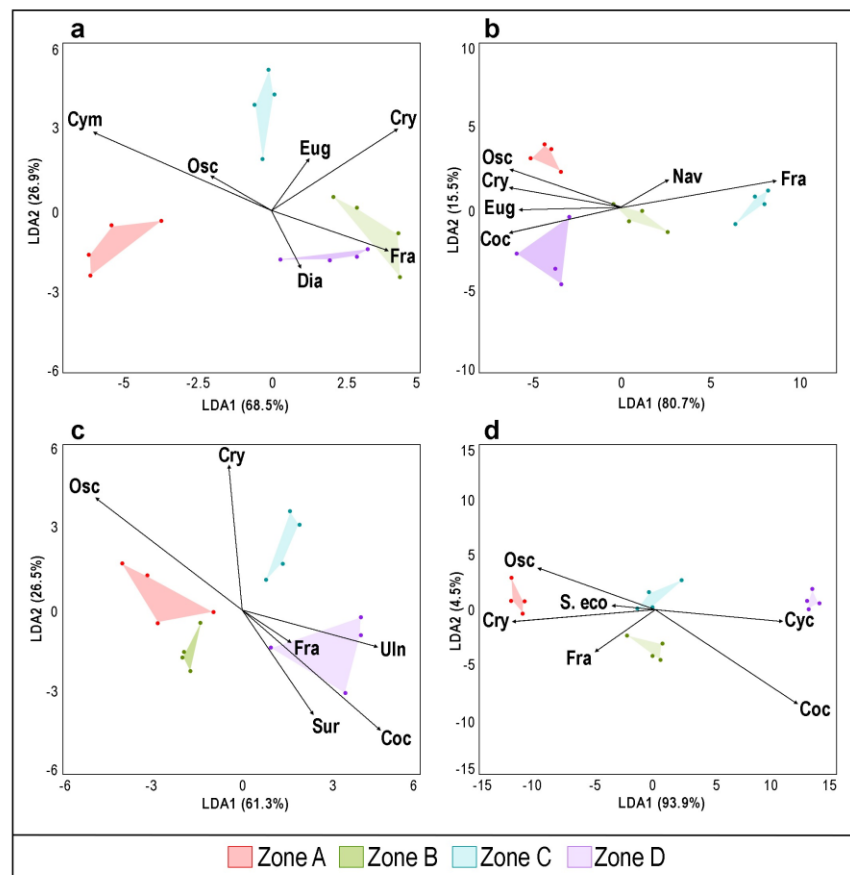 a
6
3
0
-3
-6
LDA2 (26.9%)
Cym
Osc
Eug
Cry
Fra
Dia
-5 -2.5 0 2.5 5
LDA1 (68.5%)
b
10
5
0
-5
-10
LDA2 (15.5%)
Osc
Cry
Eug
Coc
Nav
Fra
-5 0 5 10
LDA1 (80.7%)
c
6
3
0
-3
-6
LDA2 (26.5%)
Osc
Cry
Fra
Uln
Sur
Coc
-6 -3 0 3 6
LDA1 (61.3%)
d
15
10
5
0
-5
-10
-15
LDA2 (4.5%)
Osc
S. eco
Cry
Cyc
Fra
Coc
-15 -10 -5 0 5 10 15
LDA1 (93.9%)
Zone A Zone B Zone C Zone D